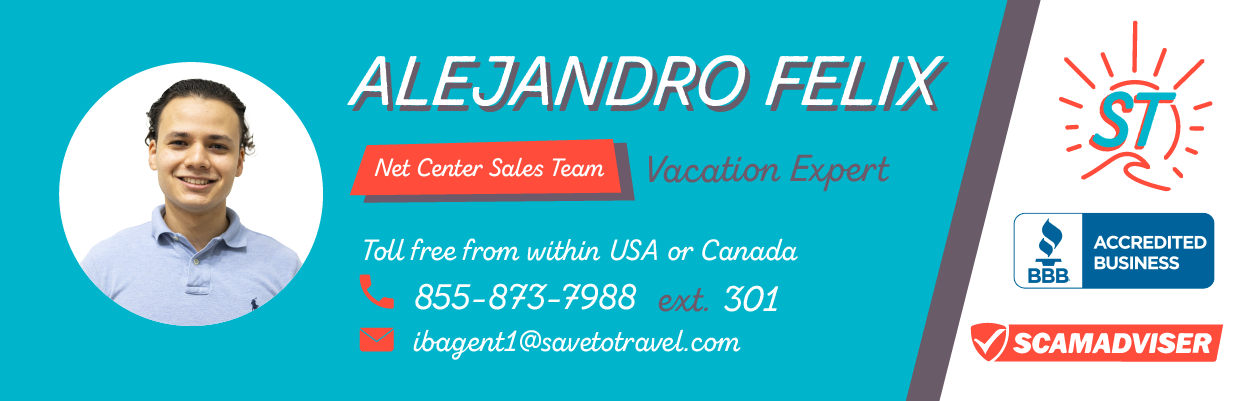 ALEJANDRO FELIX
Net Center Sales Team
Vacation Expert
Toll free from within USA or Canada
855-873-7988 ext. 301
ibagent1@savetotravel.com
ST
BBB
ACCREDITED
BUSINESS
SCAMADVISER